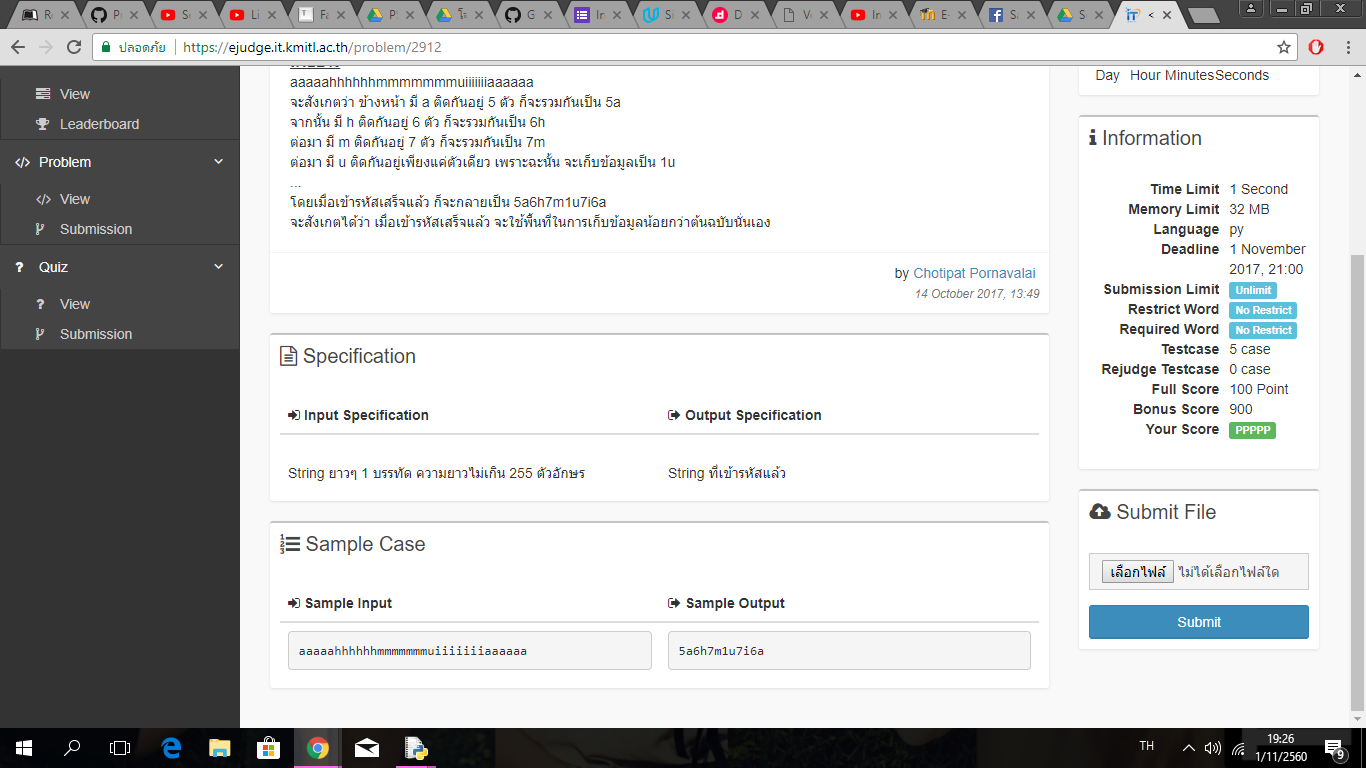 ปลอดภัย
https://ejudge.it.kmitl.ac.th/problem/2912
View
Leaderboard
Problem
View
Submission
Quiz
View
Submission
aaaaahhhhhhmmmmmmmuiiiiiiiaaaaaa
จะสังเกตว่า ข้างหน้า มี a ติดกันอยู่ 5 ตัว ก็จะรวมกันเป็น 5a
จากนั้น มี h ติดกันอยู่ 6 ตัว ก็จะรวมกันเป็น 6h
ต่อมา มี m ติดกันอยู่ 7 ตัว ก็จะรวมกันเป็น 7m
ต่อมา มี u ติดกันอยู่เพียงแค่ตัวเดียว เพราะฉะนั้น จะเก็บข้อมูลเป็น 1u
...
โดยเมื่อเข้ารหัสเสร็จแล้ว ก็จะกลายเป็น 5a6h7m1u7i6a
จะสังเกตได้ว่า เมื่อเข้ารหัสเสร็จแล้ว จะใช้พื้นที่ในการเก็บข้อมูลน้อยกว่าต้นฉบับนั่นเอง
by Chotipat Pornavalai
14 October 2017, 13:49
Specification
Input Specification
Output Specification
String ยาวๆ 1 บรรทัด ความยาวไม่เกิน 255 ตัวอักษร
String ที่เข้ารหัสแล้ว
Sample Case
Sample Input
Sample Output
aaaaahhhhhhmmmmmmmuiiiiiiiaaaaaa
5a6h7m1u7i6a
Day Hour MinutesSeconds
Information
Time Limit 1 Second
Memory Limit 32 MB
Language py
Deadline 1 November
2017, 21:00
Submission Limit Unlimit
Restrict Word No Restrict
Required Word No Restrict
Testcase 5 case
Rejudge Testcase 0 case
Full Score 100 Point
Bonus Score 900
Your Score PPPPP
Submit File
เลือกไฟล์ ไม่ได้เลือกไฟล์ใด
Submit
TH
19:26
1/11/2560
9